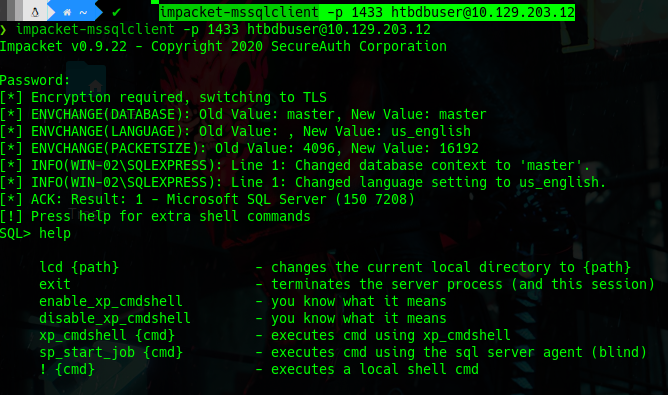 ~ ✔ impacket-mssqlclient -p 1433 htbdbuser@10.129.203.12
❯ impacket-mssqlclient -p 1433 htbdbuser@10.129.203.12
Impacket v0.9.22 - Copyright 2020 SecureAuth Corporation
Password:
[*] Encryption required, switching to TLS
[*] ENVCHANGE(DATABASE): Old Value: master, New Value: master
[*] ENVCHANGE(LANGUAGE): Old Value: , New Value: us_english
[*] ENVCHANGE(PACKETSIZE): Old Value: 4096, New Value: 16192
[*] INFO(WIN-02\SQLEXPRESS): Line 1: Changed database context to 'master'.
[*] INFO(WIN-02\SQLEXPRESS): Line 1: Changed language setting to us_english.
[*] ACK: Result: 1 - Microsoft SQL Server (150 7208)
[!] Press help for extra shell commands
SQL> help
lcd {path} - changes the current local directory to {path}
exit - terminates the server process (and this session)
enable_xp_cmdshell - you know what it means
disable_xp_cmdshell - you know what it means
xp_cmdshell {cmd} - executes cmd using xp_cmdshell
sp_start_job {cmd} - executes cmd using the sql server agent (blind)
! {cmd} - executes a local shell cmd